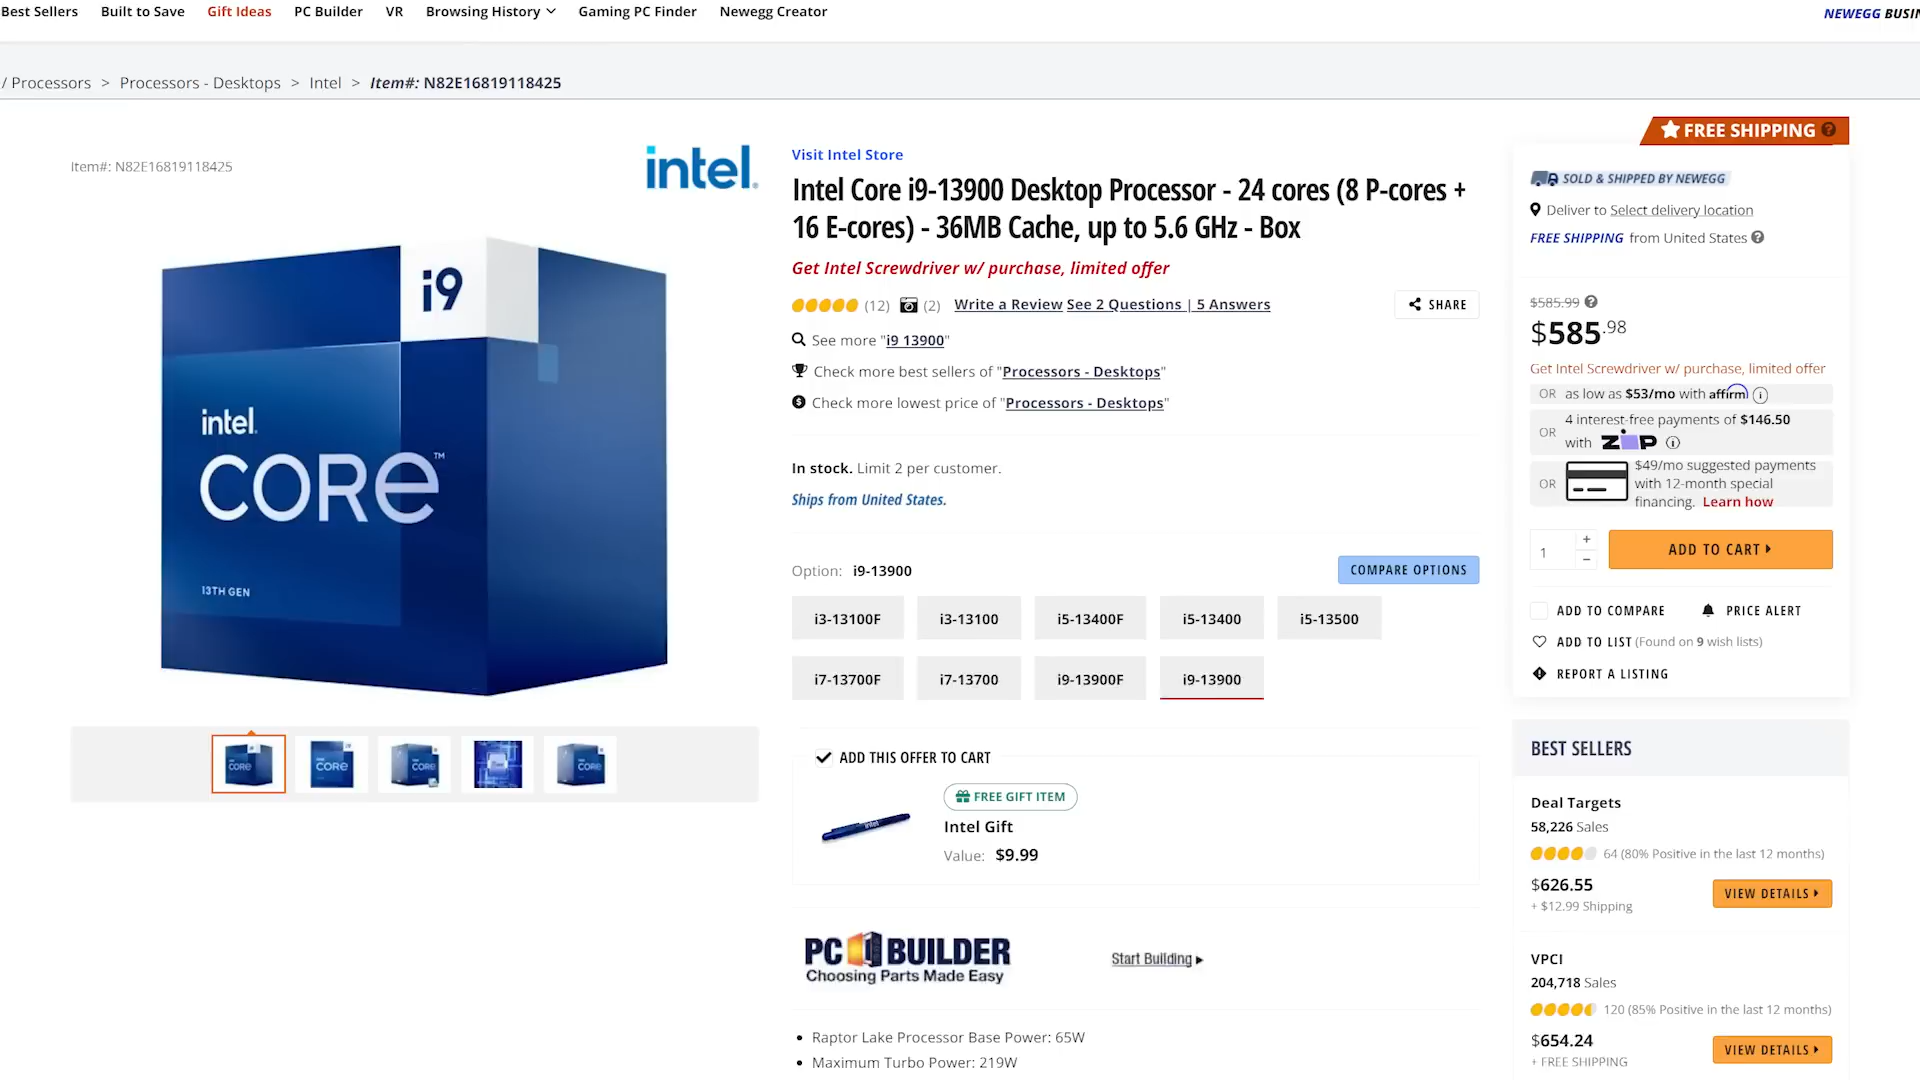 Best Sellers Built to Save Gift Ideas PC Builder VR Browsing History Gaming PC Finder Newegg Creator
NEWEGG BUSIN
/ Processors > Processors - Desktops > Intel > Item#: N82E16819118425
Item#: N82E16819118425
intel.
i9
intel.
CORE™
13TH GEN
Visit Intel Store
Intel Core i9-13900 Desktop Processor - 24 cores (8 P-cores +
16 E-cores) - 36MB Cache, up to 5.6 GHz - Box
Get Intel Screwdriver w/ purchase, limited offer
(12) (2) Write a Review See 2 Questions | 5 Answers
SHARE
See more "i9 13900"
Check more best sellers of "Processors - Desktops"
Check more lowest price of "Processors - Desktops"
In stock. Limit 2 per customer.
Ships from United States.
Option: i9-13900
COMPARE OPTIONS
i3-13100F i3-13100 i5-13400F i5-13400 i5-13500
i7-13700F i7-13700 i9-13900F i9-13900
ADD THIS OFFER TO CART
FREE GIFT ITEM
intel
Intel Gift
Value: $9.99
PC BUILDER
Choosing Parts Made Easy
Start Building
Raptor Lake Processor Base Power: 65W
Maximum Turbo Power: 219W
FREE SHIPPING
SOLD & SHIPPED BY NEWEGG
Deliver to Select delivery location
FREE SHIPPING from United States
$585.99
$585.98
Get Intel Screwdriver w/ purchase, limited offer
OR as low as $53/mo with affirm
4 interest-free payments of $146.50
OR
with ZIP
$49/mo suggested payments
OR with 12-month special
financing. Learn how
1 + −
ADD TO CART
ADD TO COMPARE PRICE ALERT
ADD TO LIST (Found on 9 wish lists)
REPORT A LISTING
BEST SELLERS
Deal Targets
58,226 Sales
64 (80% Positive in the last 12 months)
$626.55
+ $12.99 Shipping
VIEW DETAILS
VPCI
204,718 Sales
120 (85% Positive in the last 12 months)
$654.24
+ FREE SHIPPING
VIEW DETAILS
CORE CORE CORE CORE